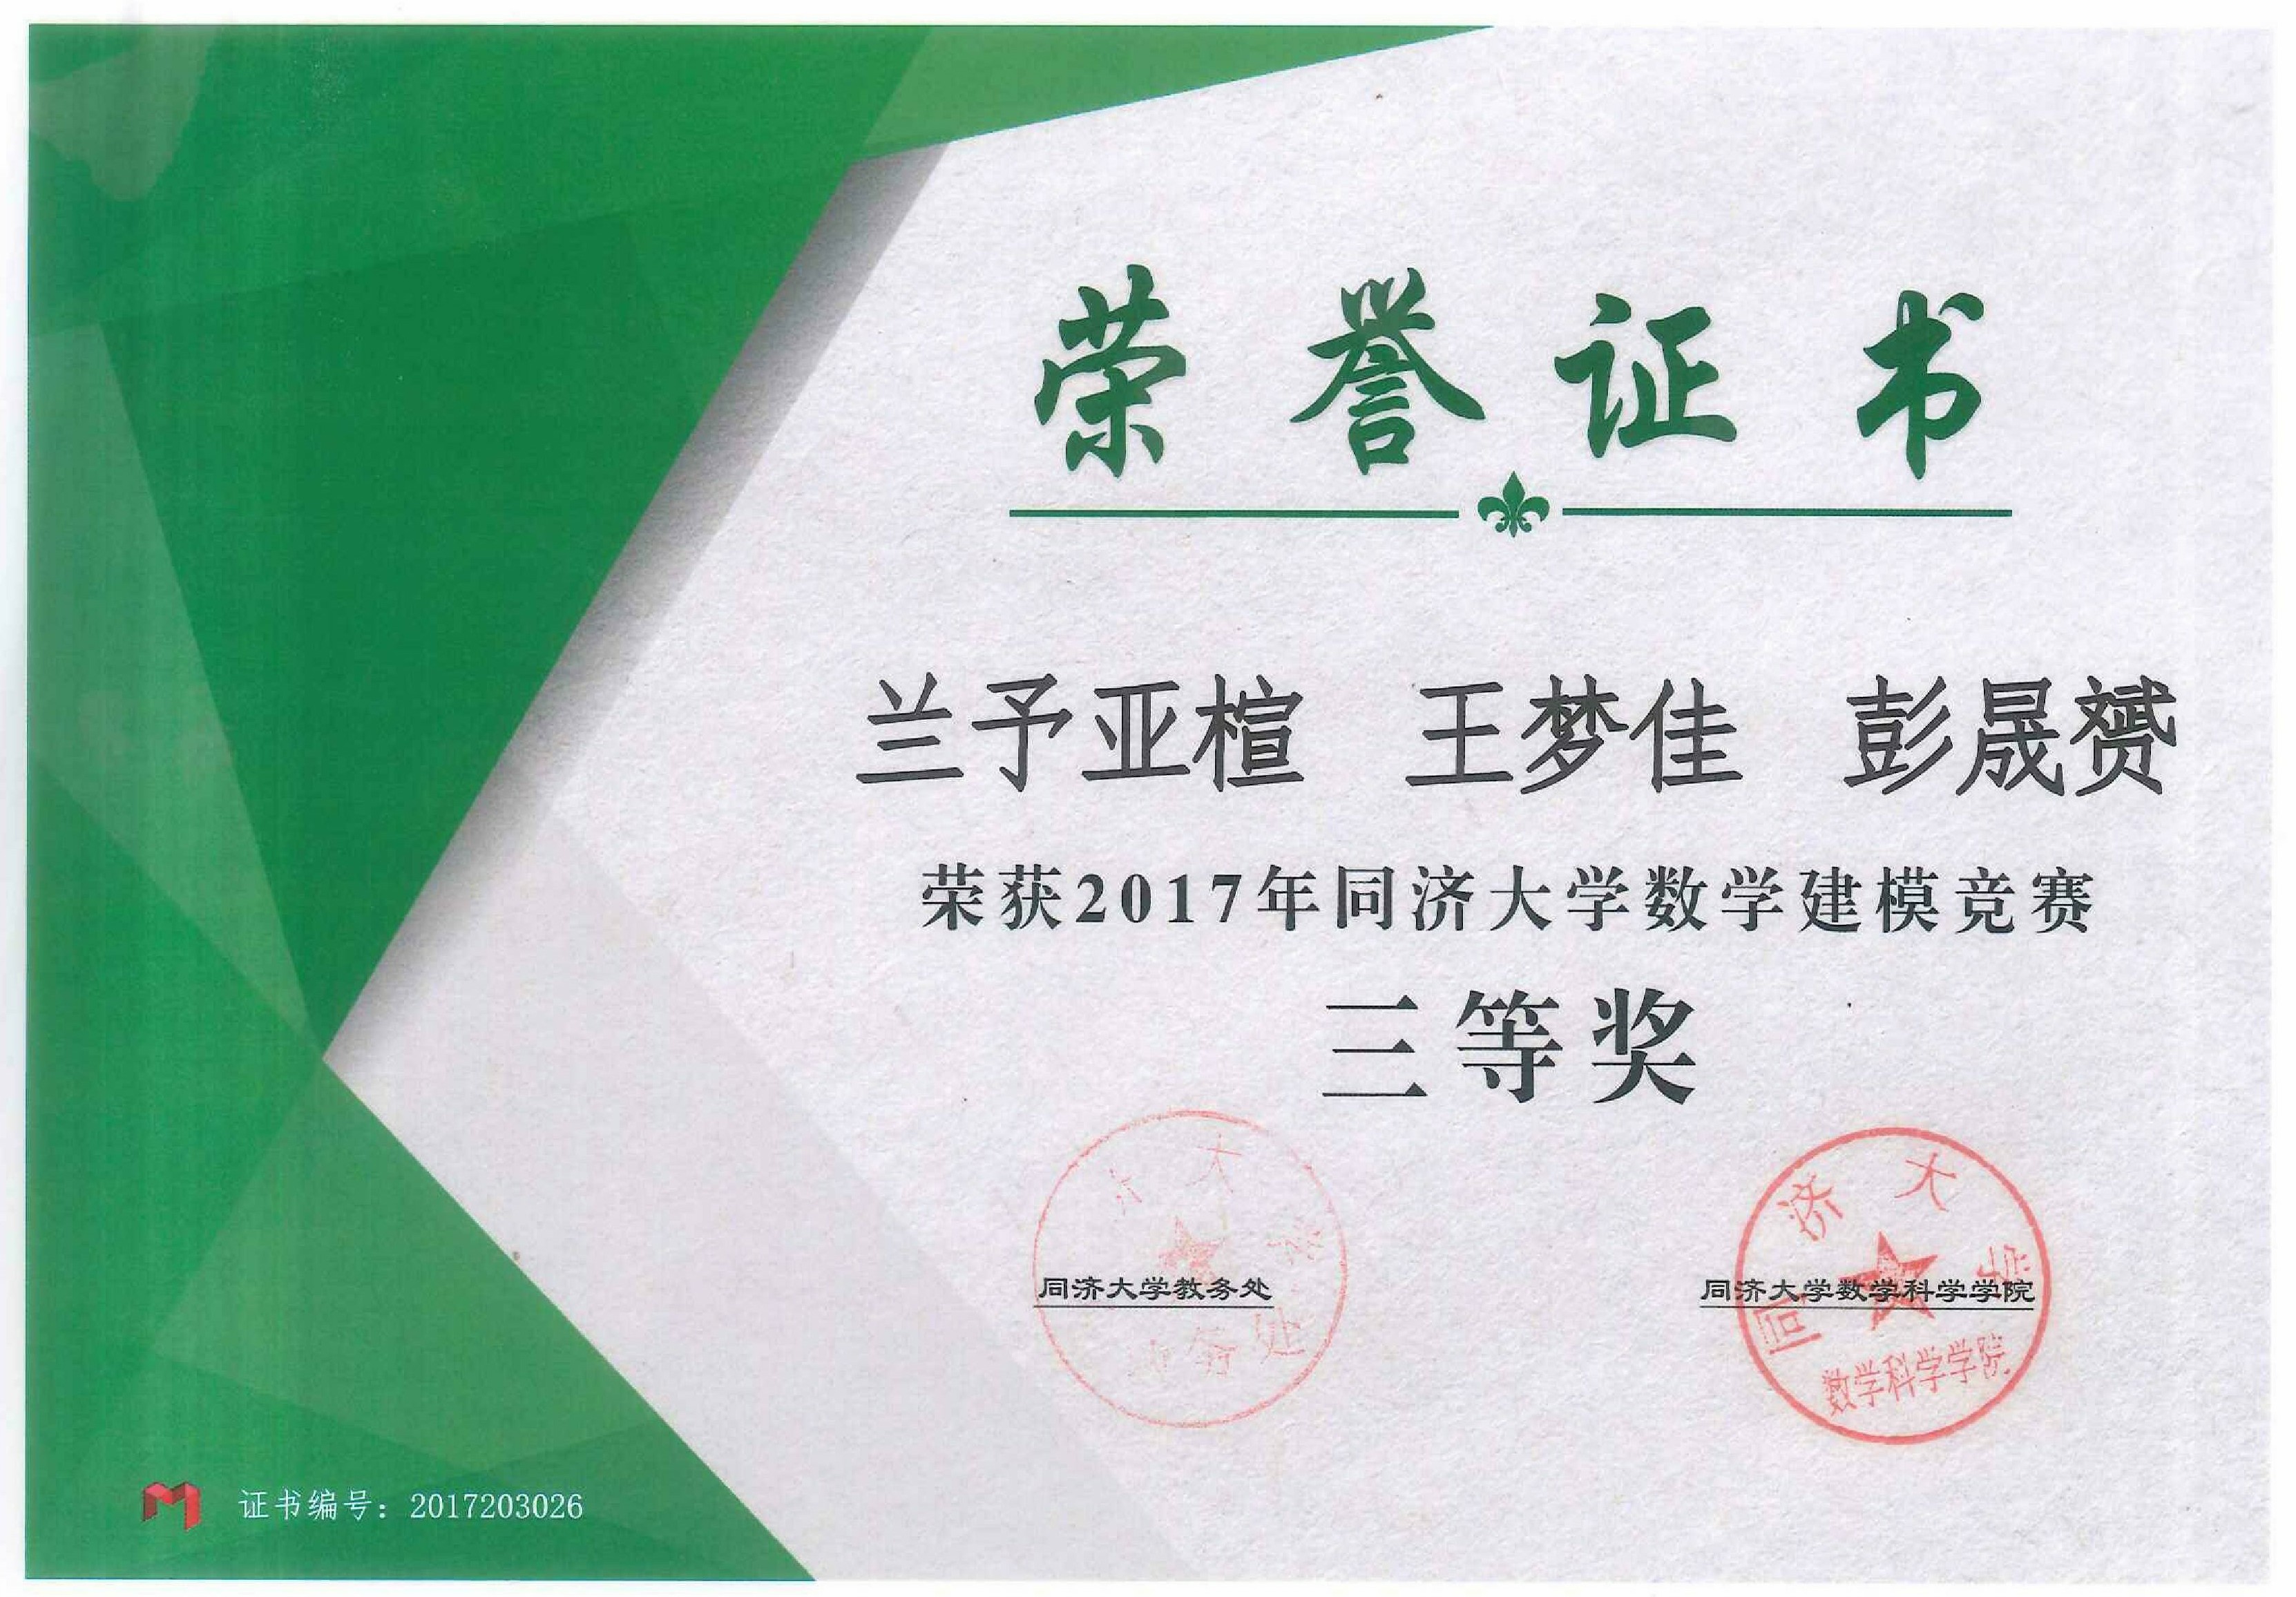 荣誉证书
兰予亚楦 王梦佳 彭晟赟
荣获2017年同济大学数学建模竞赛
三等奖
大
同济大学教务处
务处
同济大学
同济大学数学科学学院
数学科学学院
证书编号：2017203026